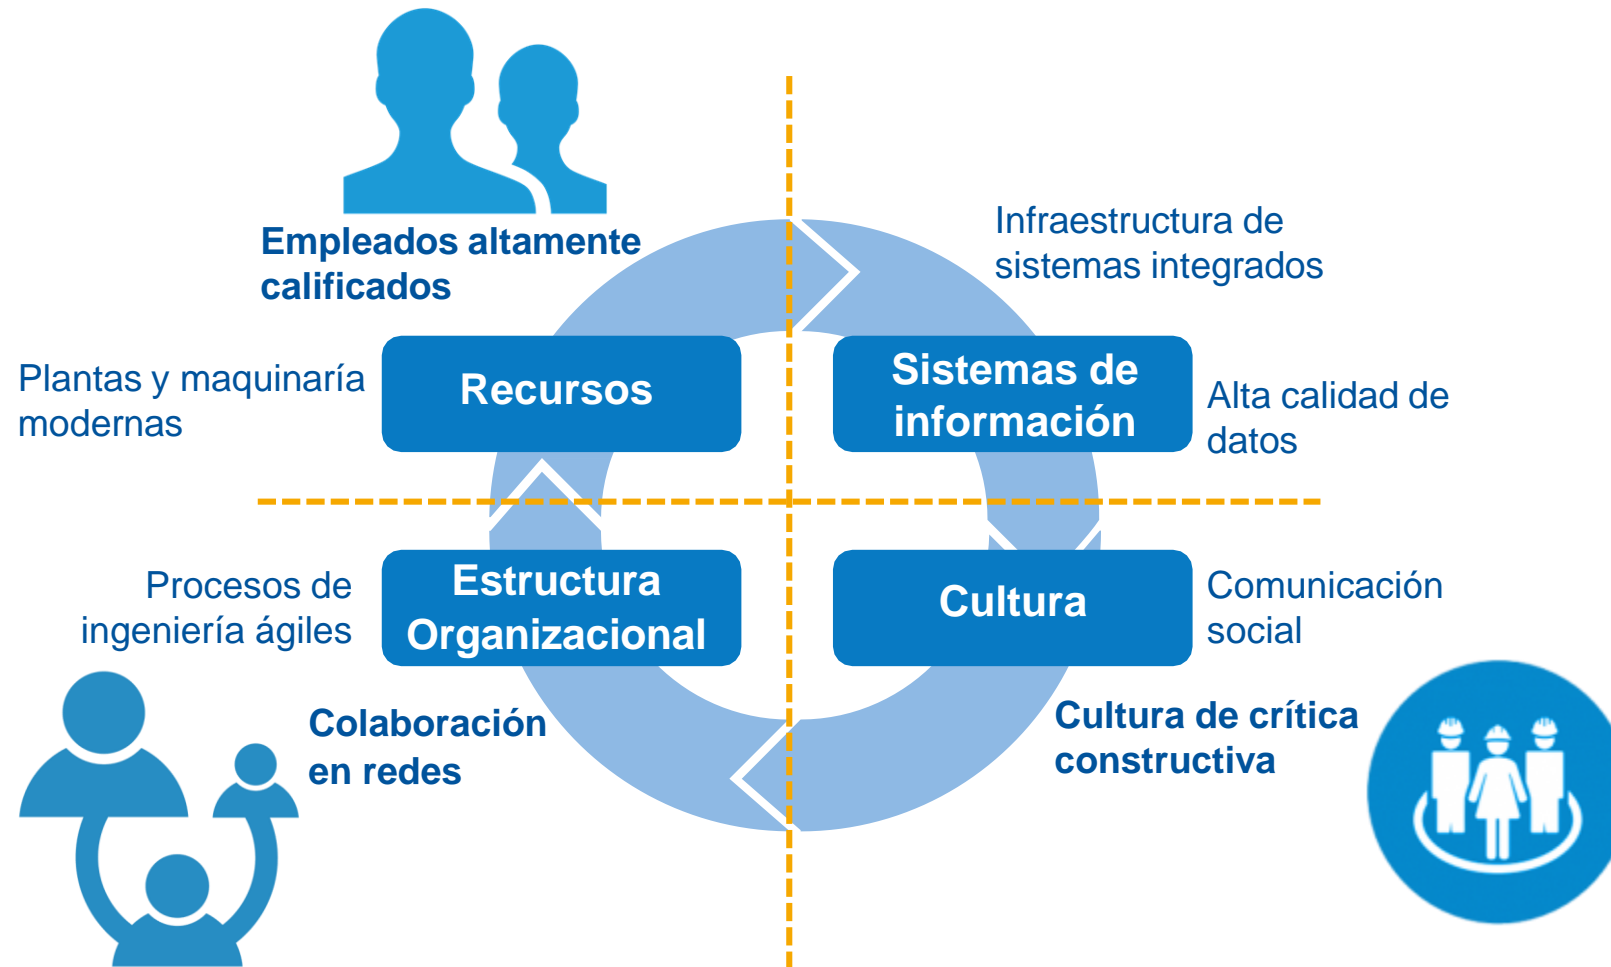 Empleados altamente
calificados
Plantas y maquinaría
modernas
Recursos
Infraestructura de
sistemas integrados
Sistemas de
información
Alta calidad de
datos
Procesos de
ingeniería ágiles
Estructura
Organizacional
Colaboración
en redes
Cultura
Comunicación
social
Cultura de crítica
constructiva